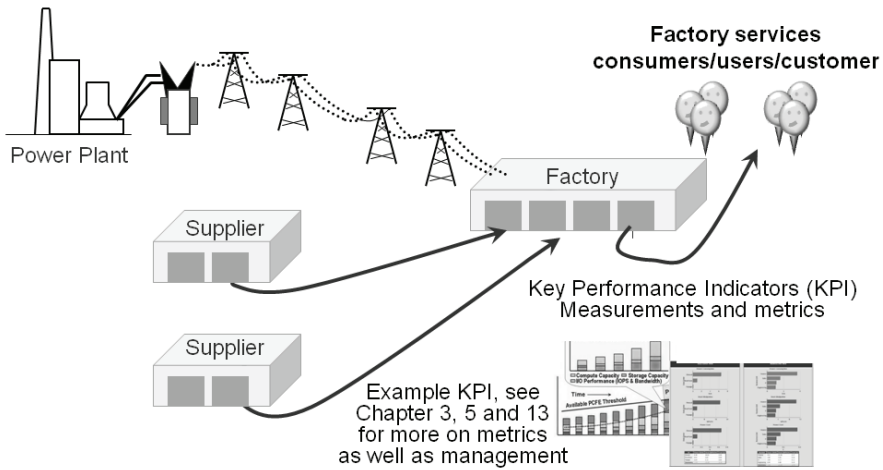 Factory services
consumers/users/customer
Power Plant
Factory
Supplier
Key Performance Indicators (KPI)
Measurements and metrics
Supplier
Example KPI, see
Chapter 3, 5 and 13
for more on metrics
as well as management
Compute Capacity Storage Capacity
I/O Performance (IOPS & Bandwidth)
Time
Available PCFE Threshold